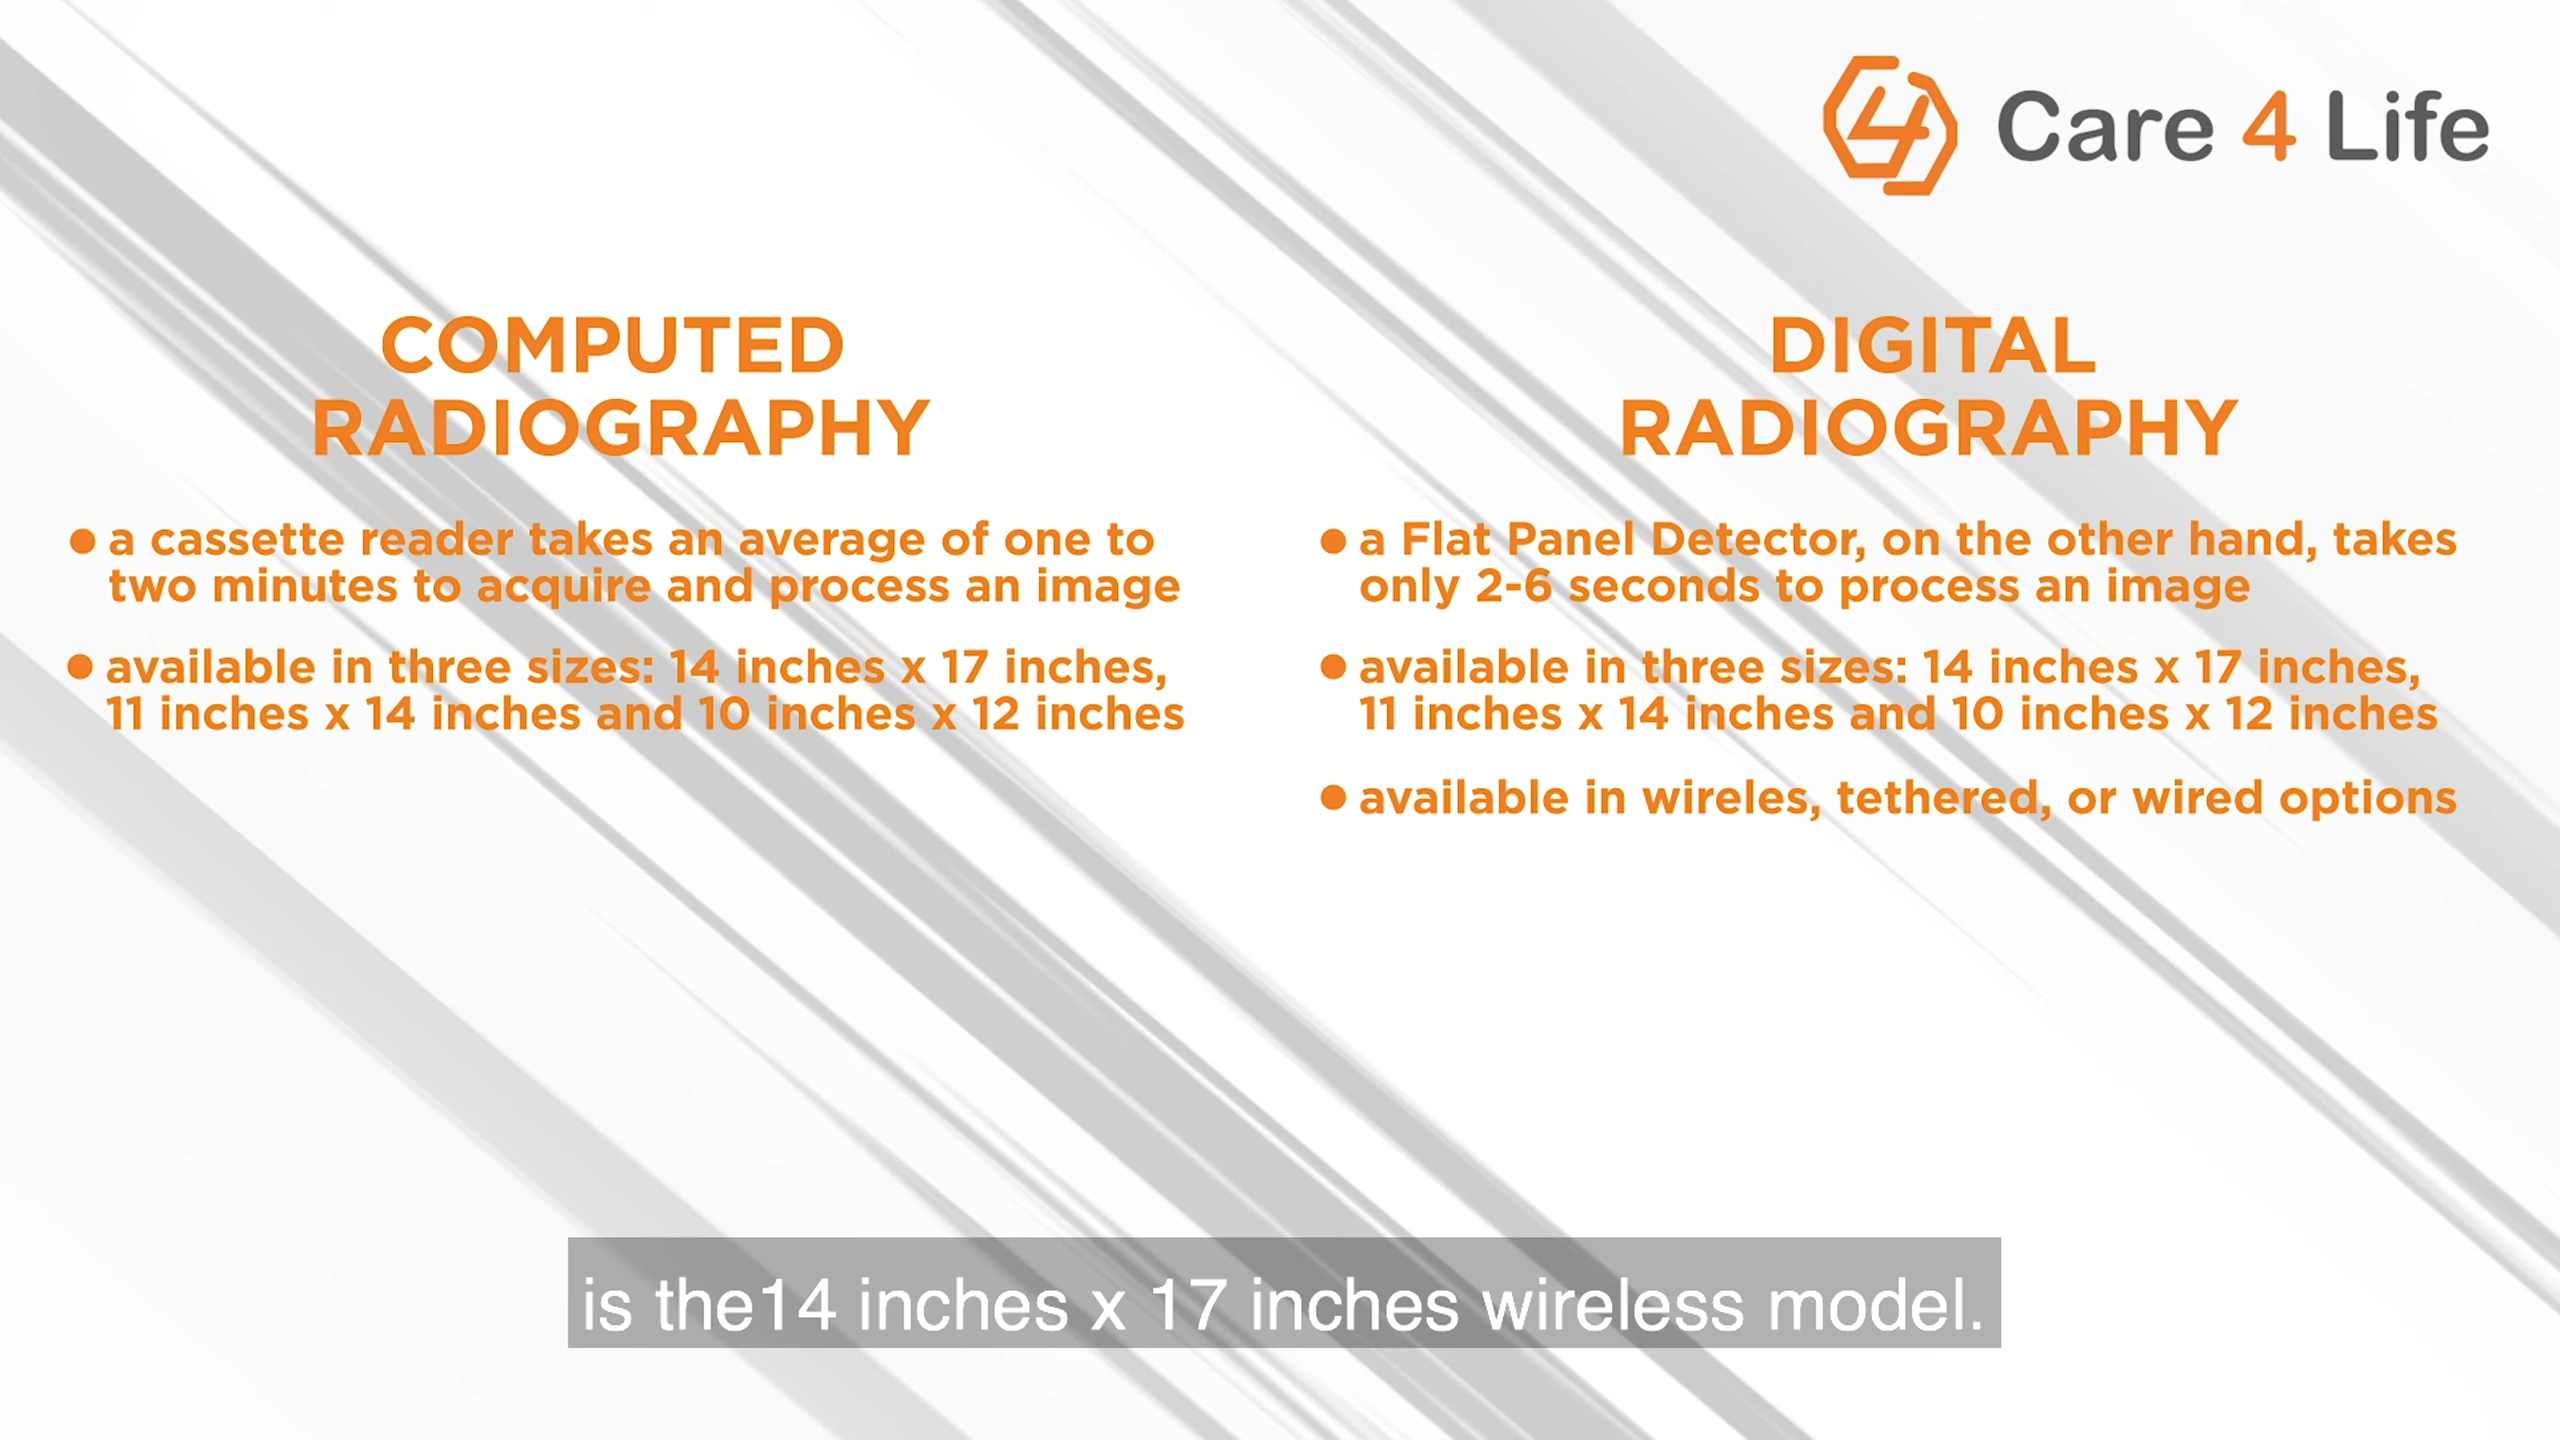 Care 4 Life
COMPUTED
RADIOGRAPHY
● a cassette reader takes an average of one to
two minutes to acquire and process an image
● available in three sizes: 14 inches x 17 inches,
11 inches x 14 inches and 10 inches x 12 inches
DIGITAL
RADIOGRAPHY
● a Flat Panel Detector, on the other hand, takes
only 2-6 seconds to process an image
● available in three sizes: 14 inches x 17 inches,
11 inches x 14 inches and 10 inches x 12 inches
● available in wireles, tethered, or wired options
is the14 inches x 17 inches wireless model.